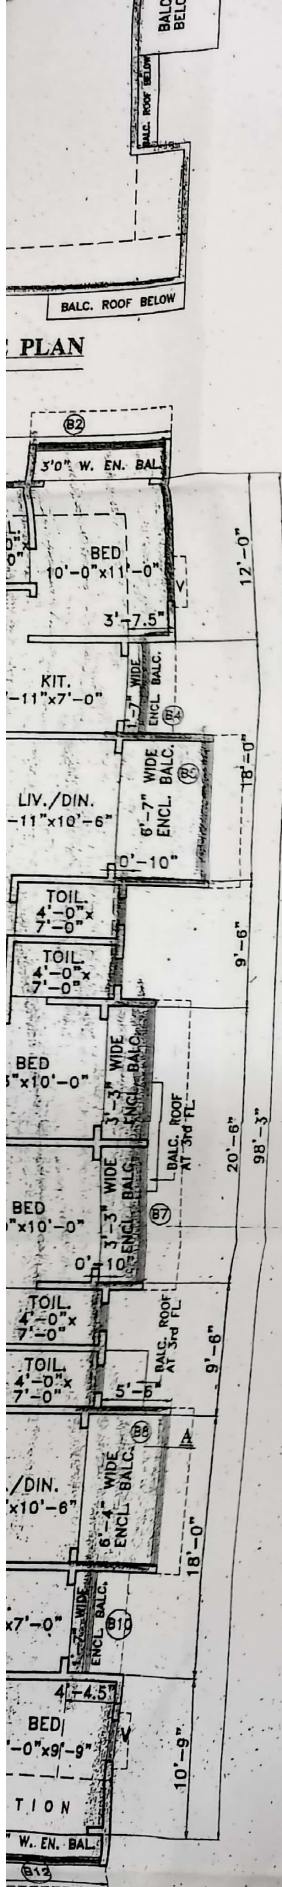 BALC.
BELO
BALC. ROOF BELOW
BALC. ROOF BELOW
PLAN
B2
3'0" W. EN. BAL.
BED
10'-0"x11'-0"
12'-0"
3'-7.5"
KIT.
-11"x7'-0"
1'-7" WIDE
ENCL BALC.
18'-0"
LIV./DIN.
-11"x10'-6"
6'-7" WIDE
ENCL. BALC.
0'-10"
TOIL.
4'-0"x
7'-0"
TOIL.
4'-0"x
7'-0"
9'-6"
BED
"x10'-0"
3'-3" WIDE
ENCL. BALC.
BALC. ROOF
AT 3rd FL.
20'-6"
98'-3"
BED
"x10'-0"
3'-3" WIDE
ENCL BALC.
B7
0'-10"
TOIL.
4'-0"x
7'-0"
TOIL.
4'-0"x
7'-0"
BALC. ROOF
AT 3rd FL.
9'-6"
5'-6"
B8
A
/DIN.
x10'-6"
6'-4" WIDE
ENCL. BALC.
18'-0"
x7'-0"
WIDE
ENCL BALC.
B10
4'-4.5"
BED
'-0"x9'-9"
10'-9"
TION
" W. EN. BAL.
B12